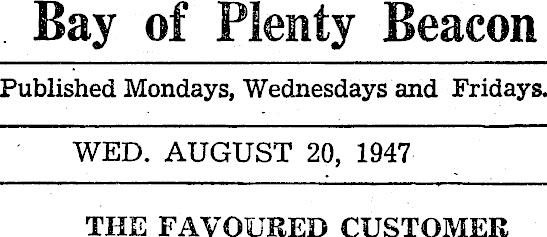 Bay of Plenty Beacon
Published Mondays, Wednesdays and Fridays.
WED. AUGUST 20, 1947
THE FAVOURED CUSTOMER